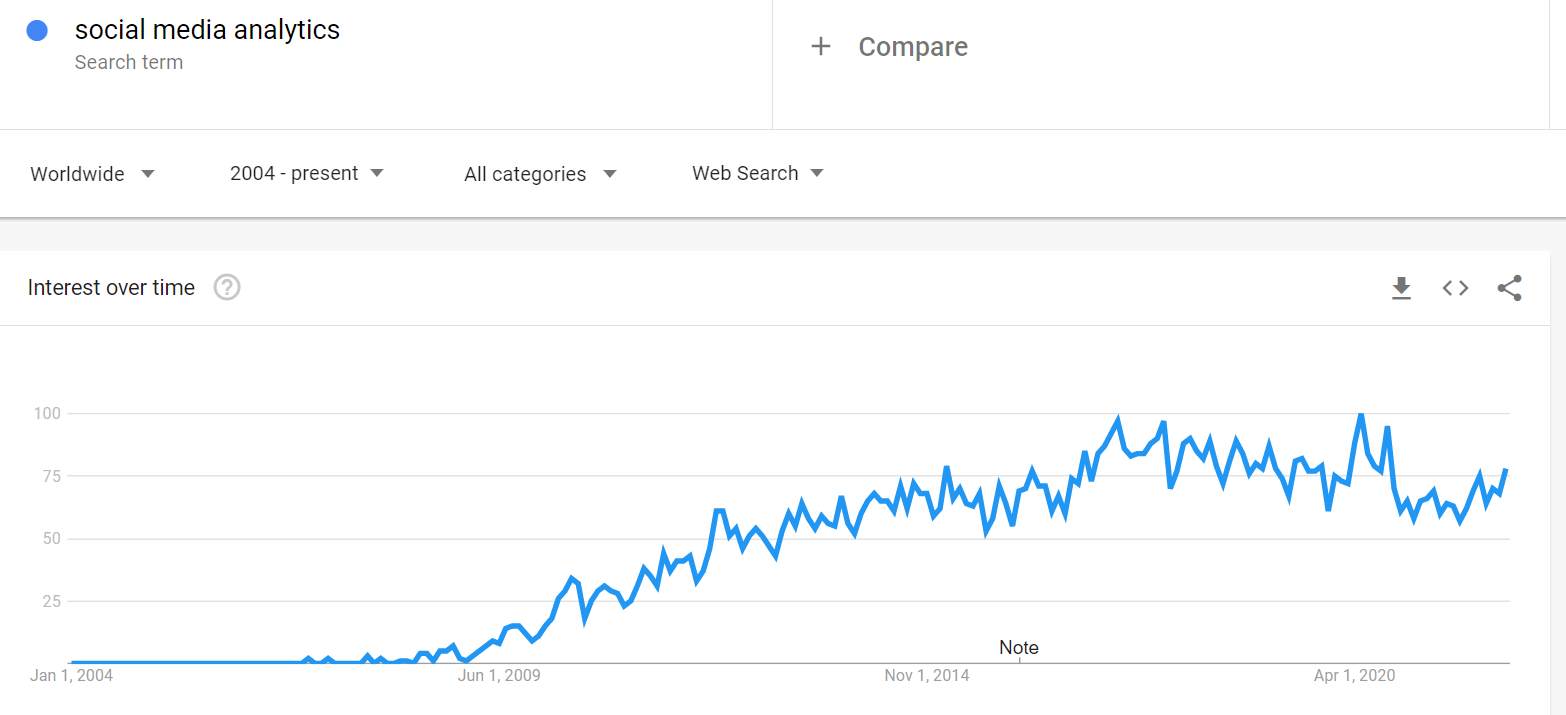 social media analytics
Search term
+ Compare
Worldwide
2004 - present
All categories
Web Search
Interest over time ?
100
75
50
25
Note
Jan 1, 2004
Jun 1, 2009
Nov 1, 2014
Apr 1, 2020